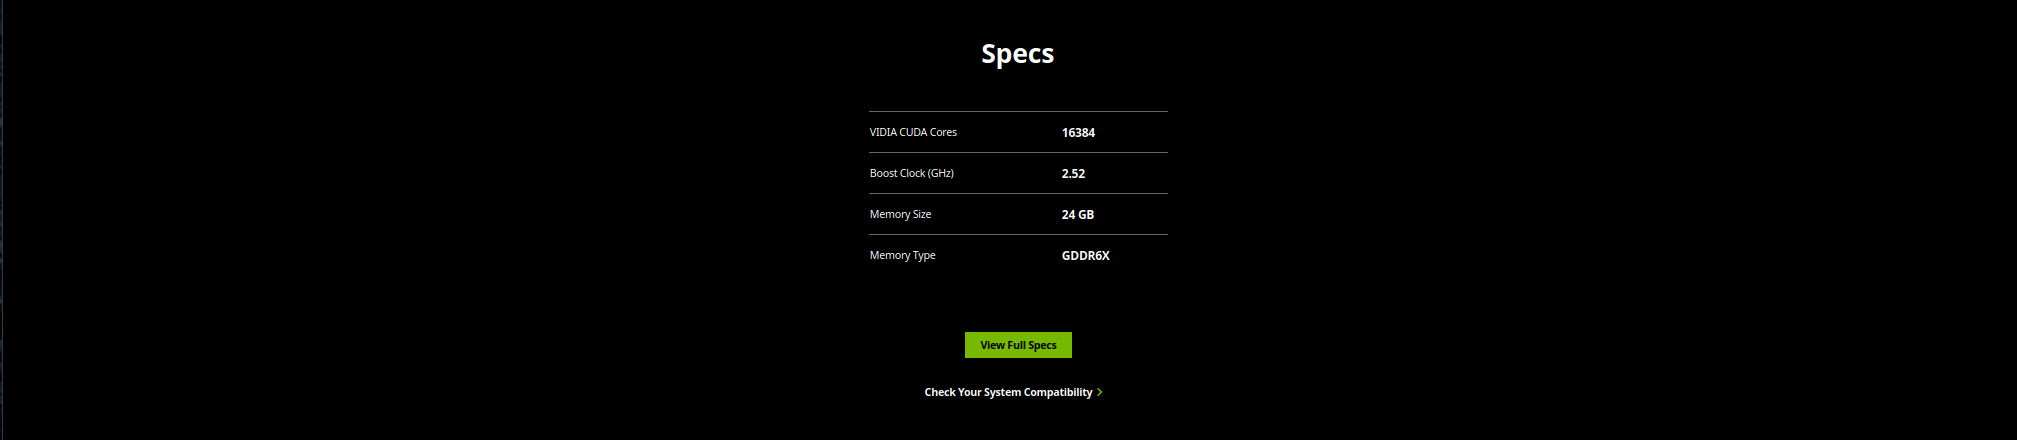 Specs
VIDIA CUDA Cores 16384
Boost Clock (GHz) 2.52
Memory Size 24 GB
Memory Type GDDR6X
View Full Specs
Check Your System Compatibility